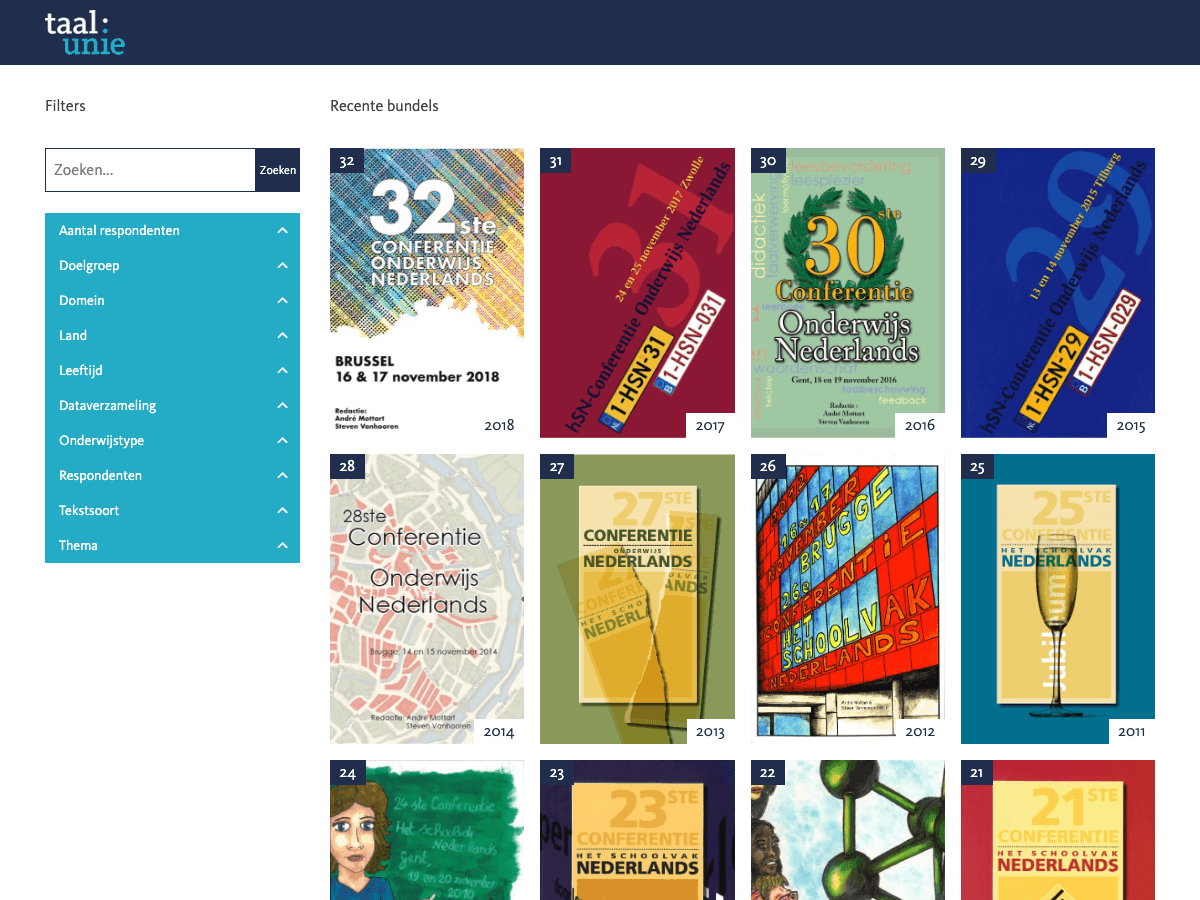 taal:
unie
Filters
Recente bundels
Zoeken...
Zoeken
Aantal respondenten
Doelgroep
Domein
Land
Leeftijd
Dataverzameling
Onderwijstype
Respondenten
Tekstsoort
Thema
32
32ste
CONFERENTIE
ONDERWIJS
NEDERLANDS
BRUSSEL
16 & 17 november 2018
Redactie:
André Mottart
Steven Vanhooren
2018
31
31
24 en 25 november 2017 Zwolle
hSN-Conferentie Onderwijs Nederlands
NL 1-HSN-31
B 1-HSN-031
2017
30
leesbevordering
leesplezier
didactiek
taalverwerving
30ste
Conferentie
Onderwijs
Nederlands
woordenschat
Gent, 18 en 19 november 2016
taalbeschouwing
feedback
Redactie :
André Mottart
Steven Vanhooren
2016
29
29
13 en 14 november 2015 Tilburg
hSN-Conferentie Onderwijs Nederlands
NL 1-HSN-29
B 1-HSN-029
2015
28
28ste
Conferentie
Onderwijs
Nederlands
Brugge, 14 en 15 november 2014
Redactie: André Mottart
Steven Vanhooren
2014
27
27STE
CONFERENTIE
ONDERWIJS
NEDERLANDS
2013
26
2012
16 & 17
NOVEMBER
BRUGGE
26e
CONFERENTIE
HET
SCHOOLVAK
NEDERLANDS
2012
25
25STE
CONFERENTIE
HET SCHOOLVAK
NEDERLANDS
Jubileum
2011
24
24ste Conferentie
Het schoolvak
Nederlands
Gent,
19 en 20 november
2010
23
23STE
CONFERENTIE
HET SCHOOLVAK
NEDERLANDS
22
21
21STE
CONFERENTIE
HET SCHOOLVAK
NEDERLANDS